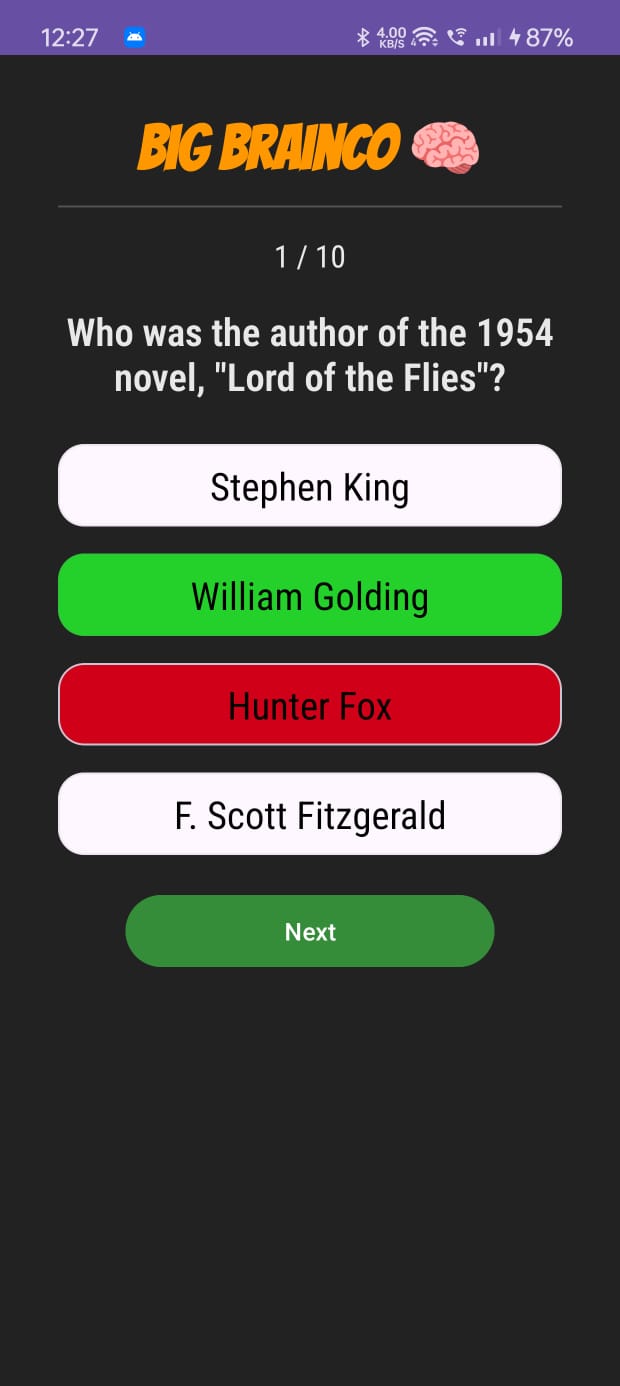 12:27 4.00 KB/S 4 87%
BIG BRAINCO
1 / 10
Who was the author of the 1954
novel, "Lord of the Flies"?
Stephen King
William Golding
Hunter Fox
F. Scott Fitzgerald
Next